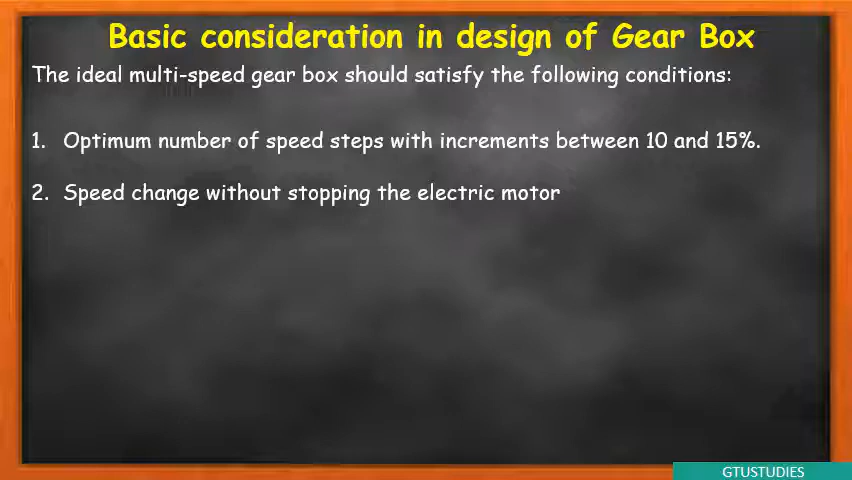 Basic consideration in design of Gear Box
The ideal multi-speed gear box should satisfy the following conditions:
1. Optimum number of speed steps with increments between 10 and 15%.
2. Speed change without stopping the electric motor
GTUSTUDIES